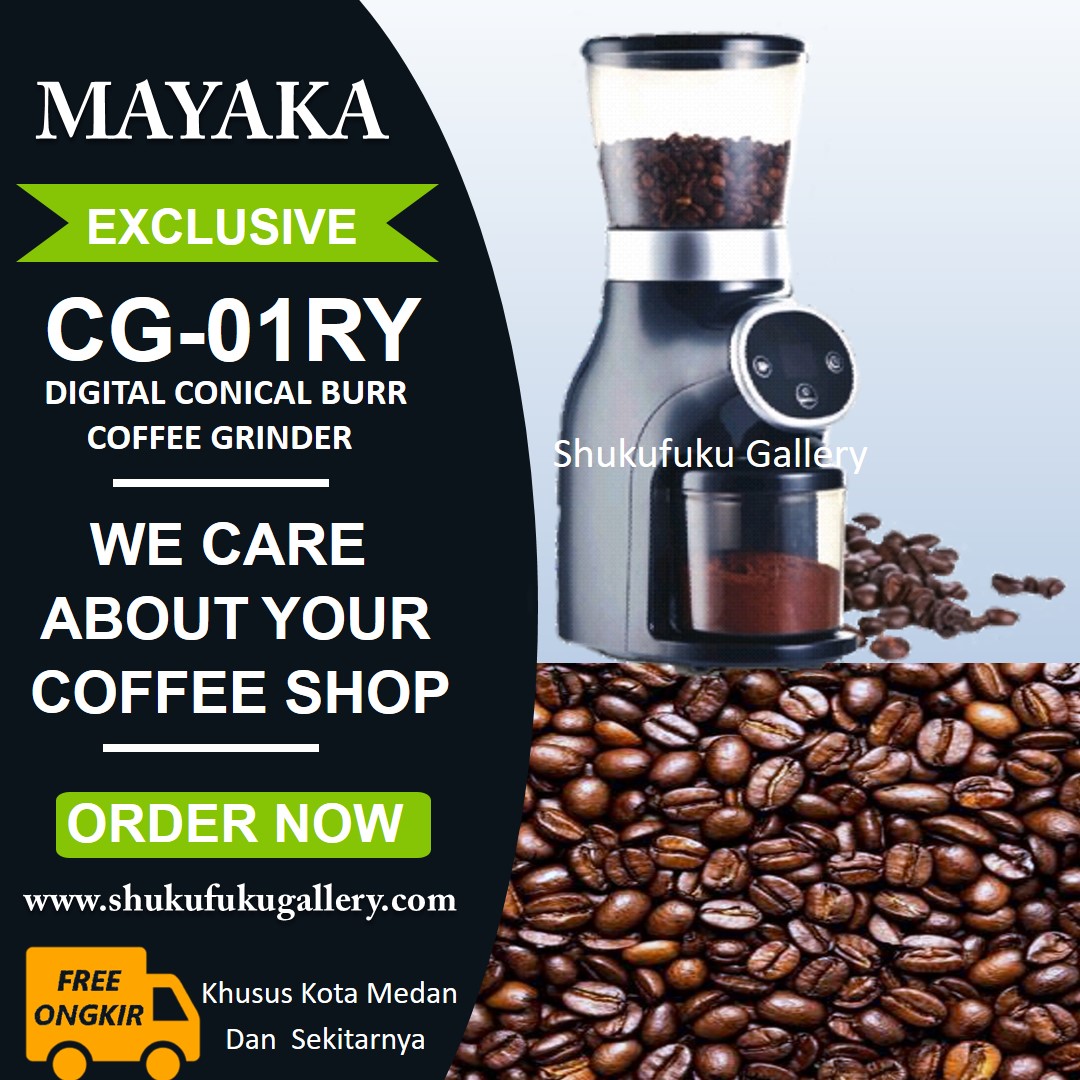 MAYAKA
EXCLUSIVE
CG-01RY
DIGITAL CONICAL BURR
COFFEE GRINDER
WE CARE
ABOUT YOUR
COFFEE SHOP
ORDER NOW
www.shukufukugallery.com
FREE
ONGKIR
Khusus Kota Medan
Dan Sekitarnya
Shukufuku Gallery